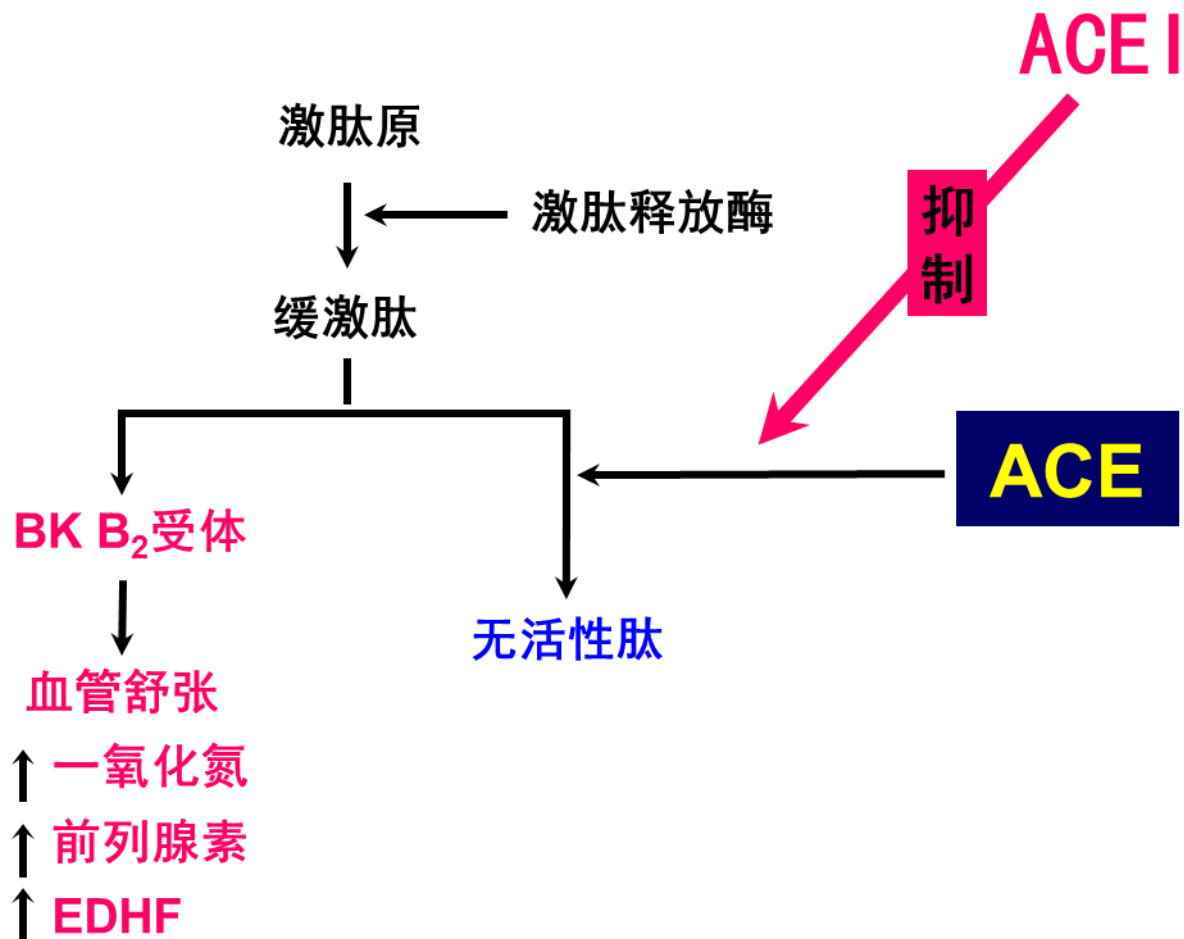 ACEI
激肽原
激肽释放酶
抑
制
缓激肽
ACE
BK B₂受体
无活性肽
血管舒张
↑ 一氧化氮
↑ 前列腺素
↑ EDHF